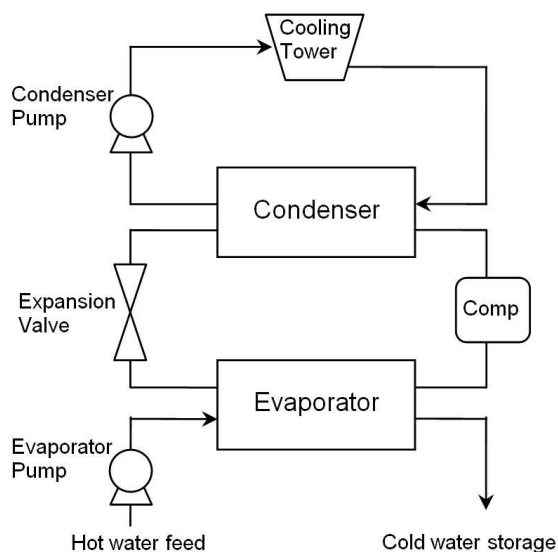 Cooling
Tower
Condenser
Pump
Condenser
Expansion
Valve
Comp
Evaporator
Evaporator
Pump
Hot water feed
Cold water storage